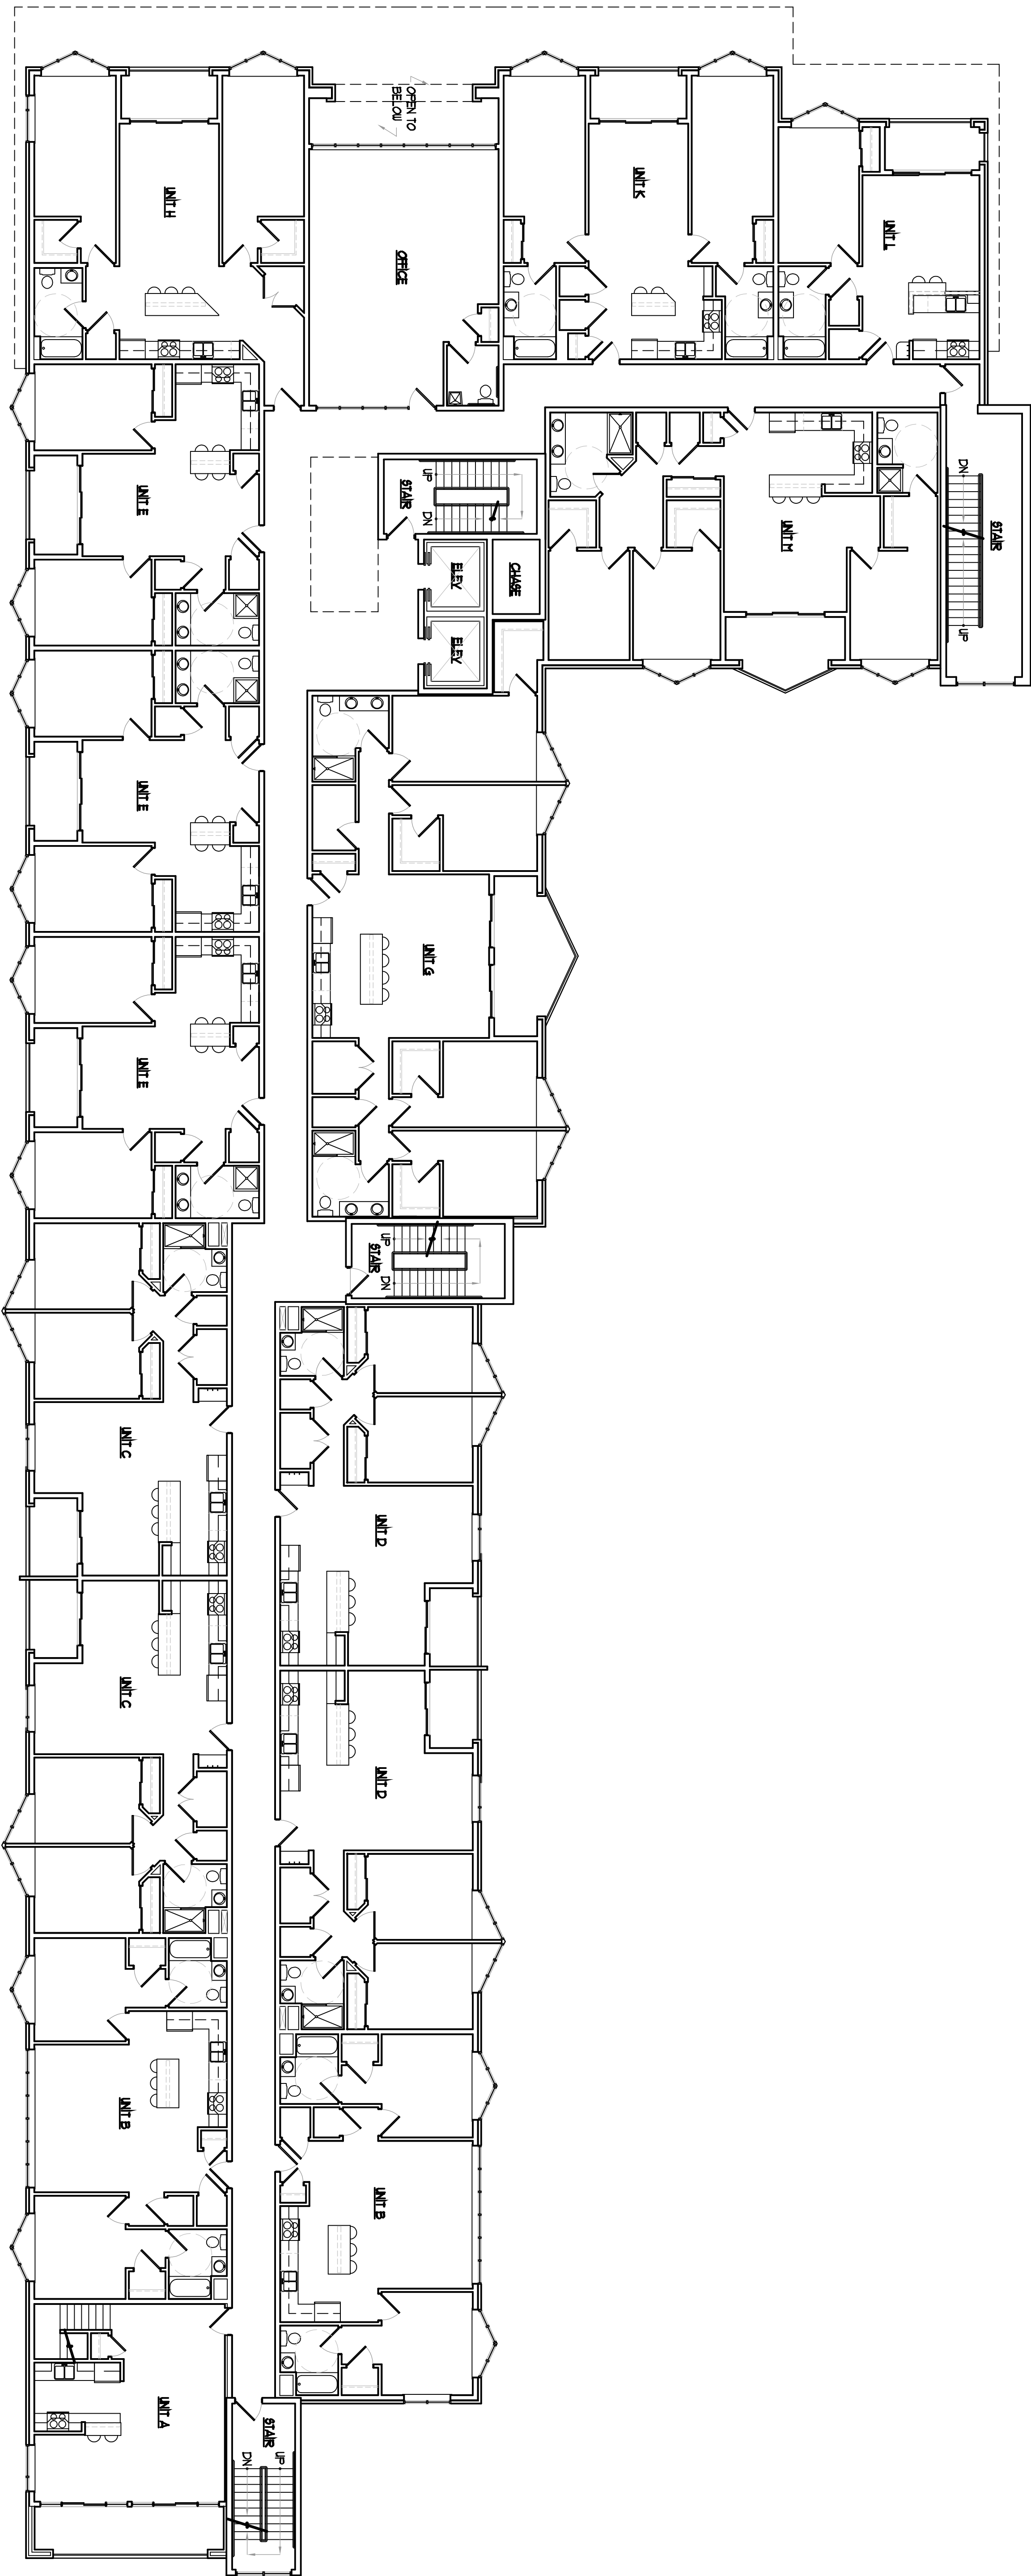 OPEN TO
BELOW
UNIT H
OFFICE
UNIT K
UNIT L
UNIT E
UP
STAIR
DN
CHASE
ELEV.
ELEV.
UNIT M
DN
STAIR
UP
UNIT E
UNIT G
UNIT E
UP
STAIR
DN
UNIT C
UNIT D
UNIT C
UNIT D
UNIT B
UNIT B
UNIT A
STAIR
UP
DN